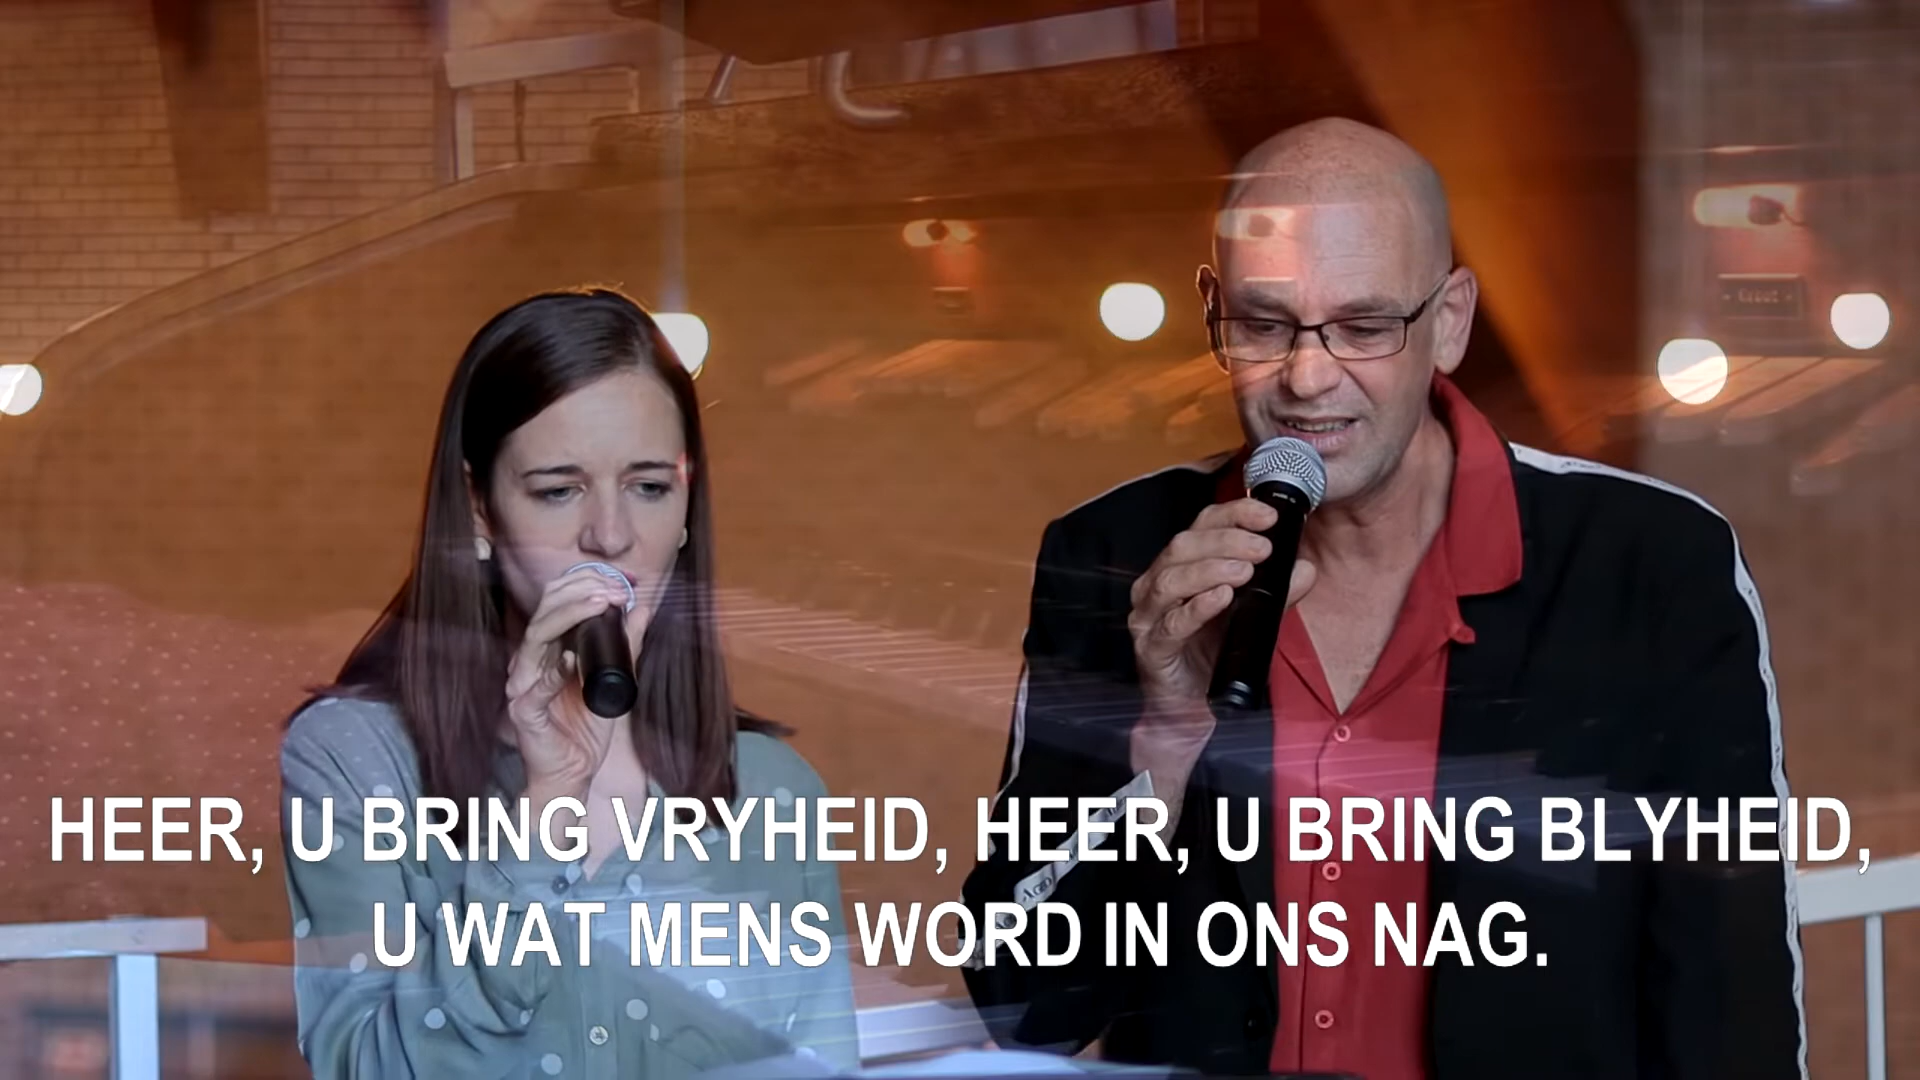 HEER, U BRING VRYHEID, HEER, U BRING BLYHEID,
U WAT MENS WORD IN ONS NAG.